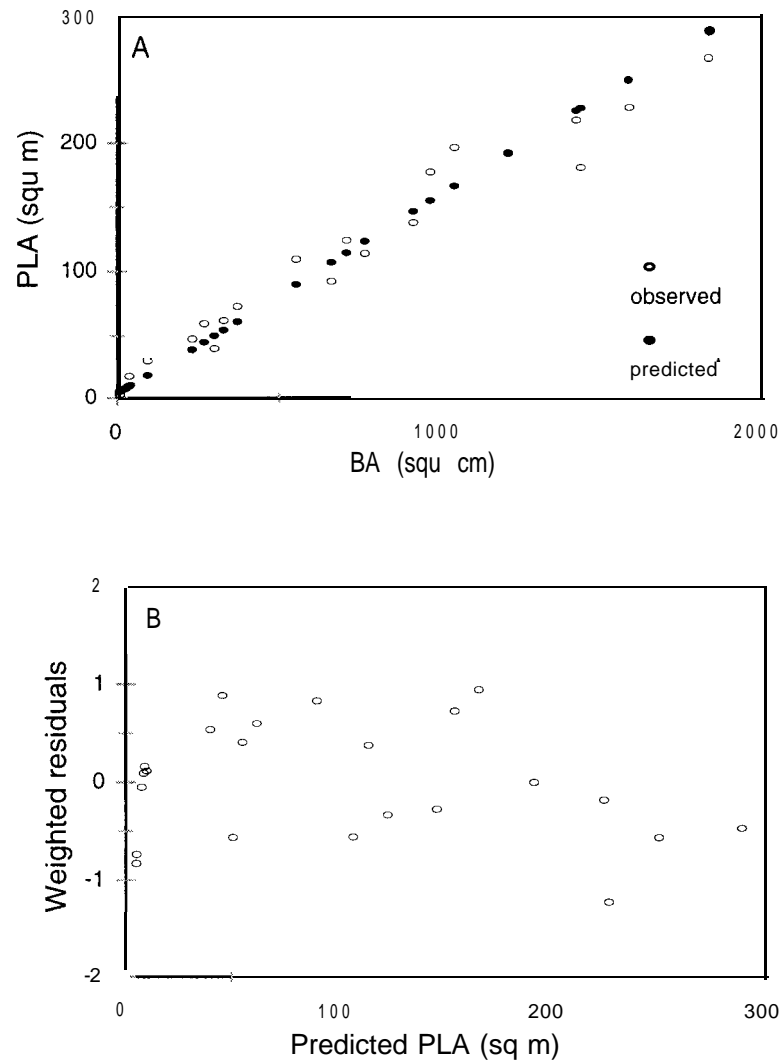 300
A
200
PLA (squ m)
100
observed
predicted
0
0 1000 2000
BA (squ cm)
2
B
1
Weighted residuals
0
-1
-2
0 100 200 300
Predicted PLA (sq m)